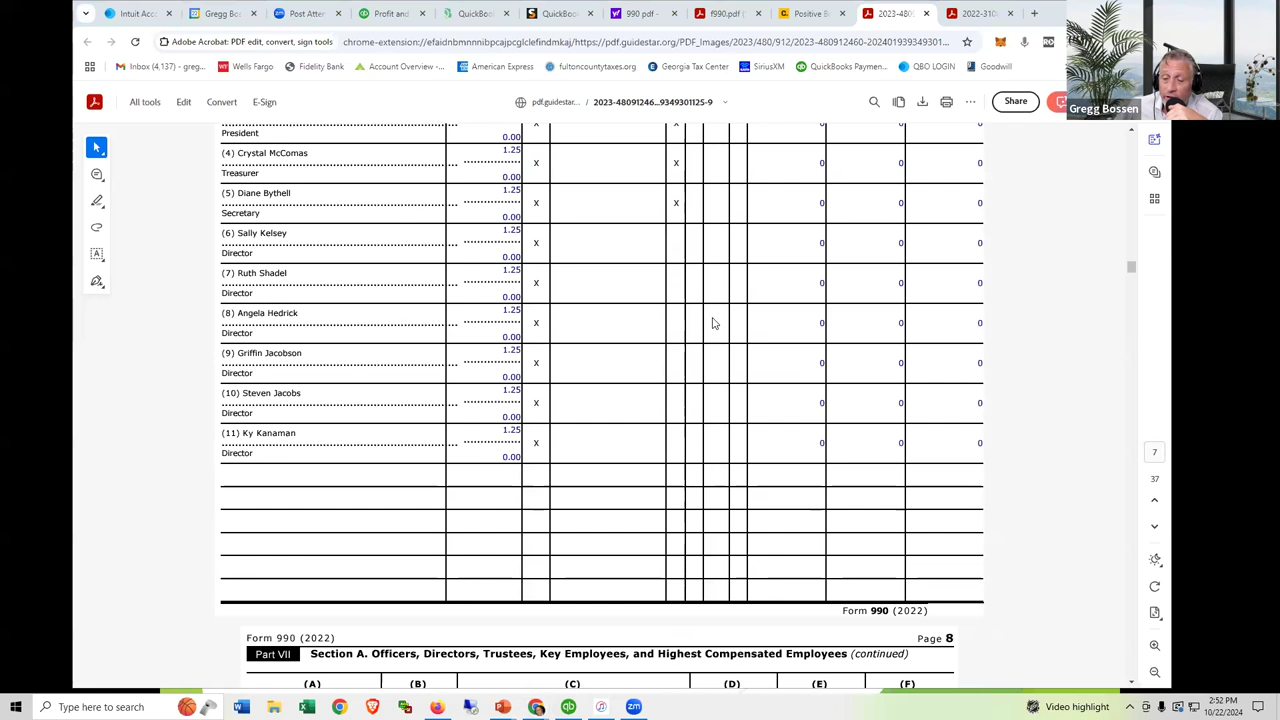 Intuit Accou
Gregg Bossen
Post Atter
Profit and
QuickBook
QuickBook
990 pdf -
f990.pdf (
Positive B
2023-4809
2022-3109
Adobe Acrobat: PDF edit, convert, sign tools
chrome-extension://efaidnbmnnnibpcajpcglclefindmkaj/https://pdf.guidestar.org/PDF_Images/2023/480/912/2023-480912460-202401939349301...
Inbox (4,137) - greg...
Wells Fargo
Fidelity Bank
Account Overview -...
American Express
fultoncountytaxes.org
Georgia Tax Center
SiriusXM
QuickBooks Paymen...
QBO LOGIN
Goodwill
Gregg Bossen
All tools Edit Convert E-Sign
pdf.guidestar... 2023-48091246...9349301125-9
Share
President X X 0.00 0 0 0
(4) Crystal McComas 1.25
X X 0 0 0
Treasurer 0.00
(5) Diane Bythell 1.25
X X 0 0 0
Secretary 0.00
(6) Sally Kelsey 1.25
X 0 0 0
Director 0.00
(7) Ruth Shadel 1.25
X 0 0 0
Director 0.00
(8) Angela Hedrick 1.25
X 0 0 0
Director 0.00
(9) Griffin Jacobson 1.25
X 0 0 0
Director 0.00
(10) Steven Jacobs 1.25
X 0 0 0
Director 0.00
(11) Ky Kanaman 1.25
X 0 0 0
Director 0.00
7
37
Form 990 (2022)
Form 990 (2022) Page 8
Part VII Section A. Officers, Directors, Trustees, Key Employees, and Highest Compensated Employees (continued)
(A) (B) (C) (D) (E) (F)
Type here to search
Video highlight
2:52 PM
10/22/2024